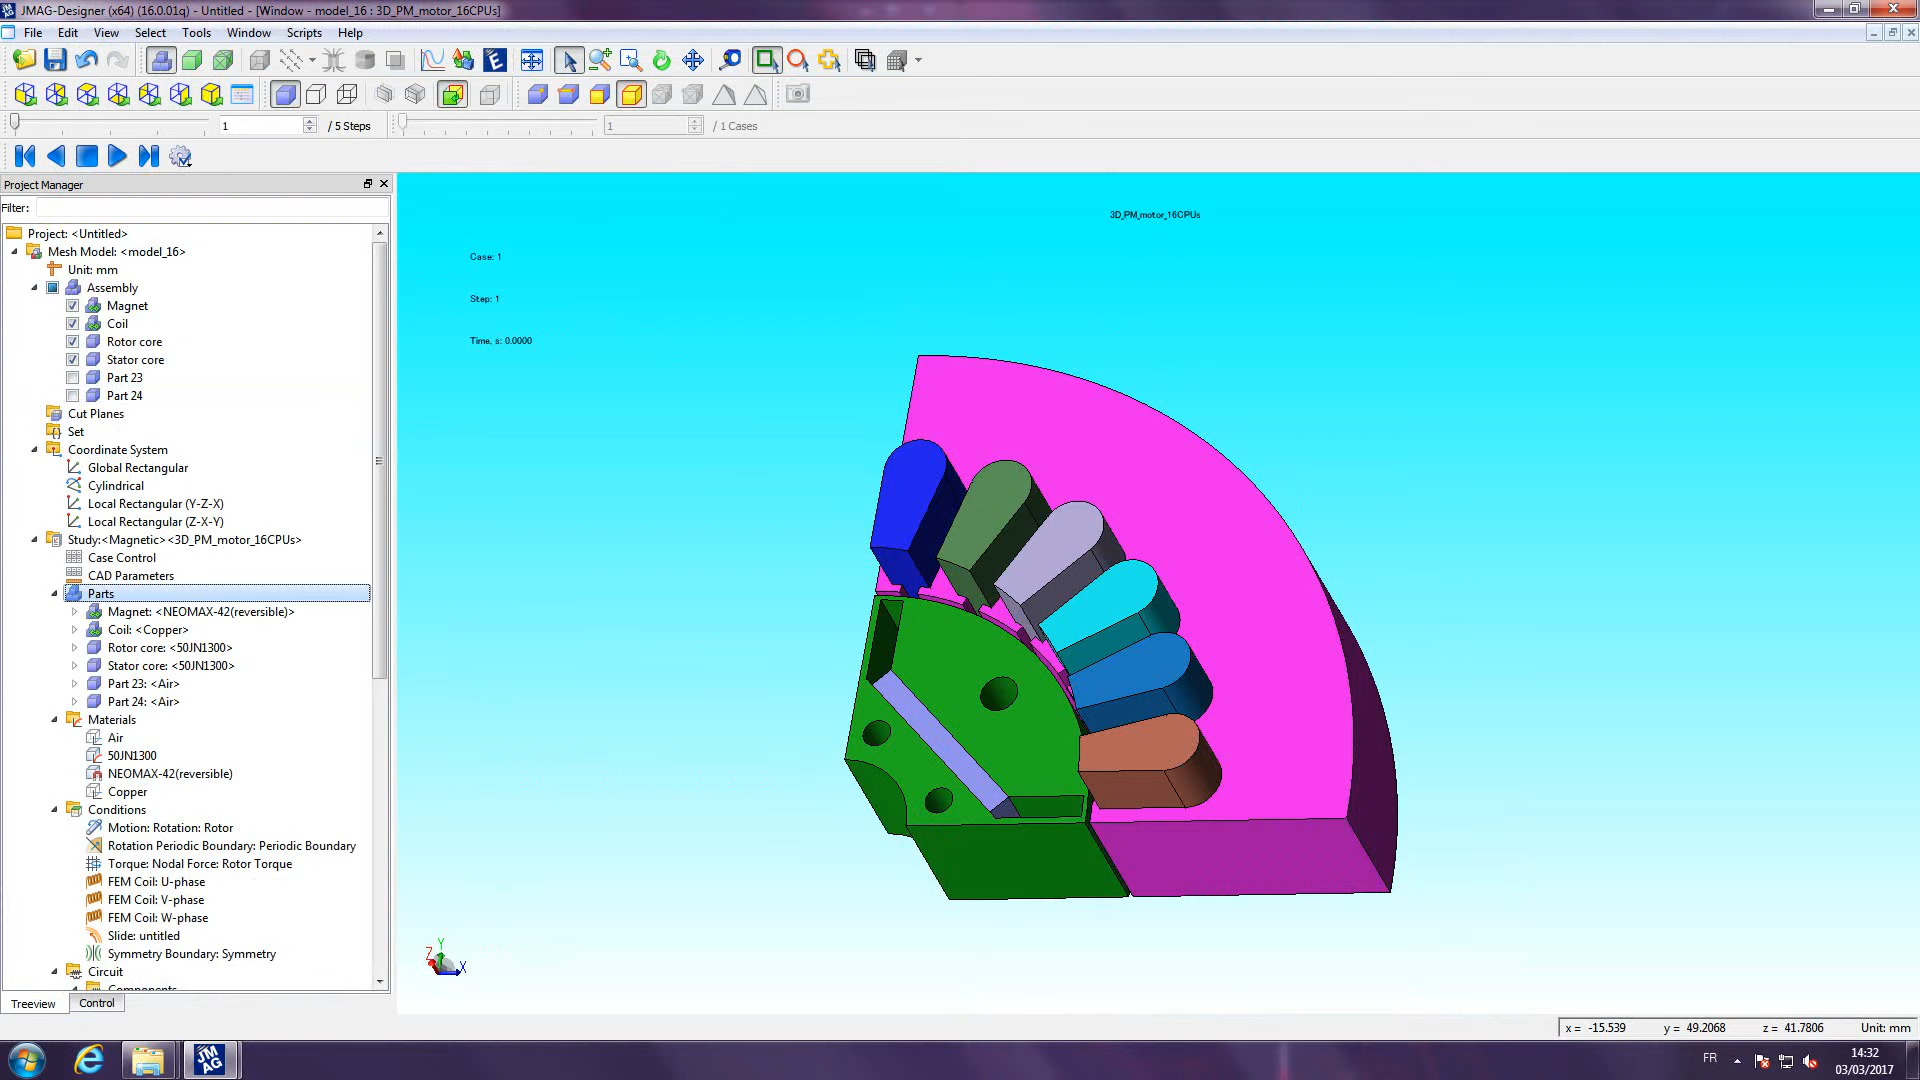 JMAG-Designer (x64) (16.0.01q) - Untitled - [Window - model_16 : 3D_PM_motor_16CPUs]
File Edit View Select Tools Window Scripts Help
1 / 5 Steps 1 / 1 Cases
Project Manager
Filter:
Project: <Untitled>
Mesh Model: <model_16>
Unit: mm
Assembly
Magnet
Coil
Rotor core
Stator core
Part 23
Part 24
Cut Planes
Set
Coordinate System
Global Rectangular
Cylindrical
Local Rectangular (Y-Z-X)
Local Rectangular (Z-X-Y)
Study:<Magnetic><3D_PM_motor_16CPUs>
Case Control
CAD Parameters
Parts
Magnet: <NEOMAX-42(reversible)>
Coil: <Copper>
Rotor core: <50JN1300>
Stator core: <50JN1300>
Part 23: <Air>
Part 24: <Air>
Materials
Air
50JN1300
NEOMAX-42(reversible)
Copper
Conditions
Motion: Rotation: Rotor
Rotation Periodic Boundary: Periodic Boundary
Torque: Nodal Force: Rotor Torque
FEM Coil: U-phase
FEM Coil: V-phase
FEM Coil: W-phase
Slide: untitled
Symmetry Boundary: Symmetry
Circuit
Components
Treeview Control
3D_PM_motor_16CPUs
Case: 1
Step: 1
Time, s: 0.0000
Y
Z
X
x = -15.539 y = 49.2068 z = 41.7806 Unit: mm
JM
AG
FR
14:32
03/03/2017